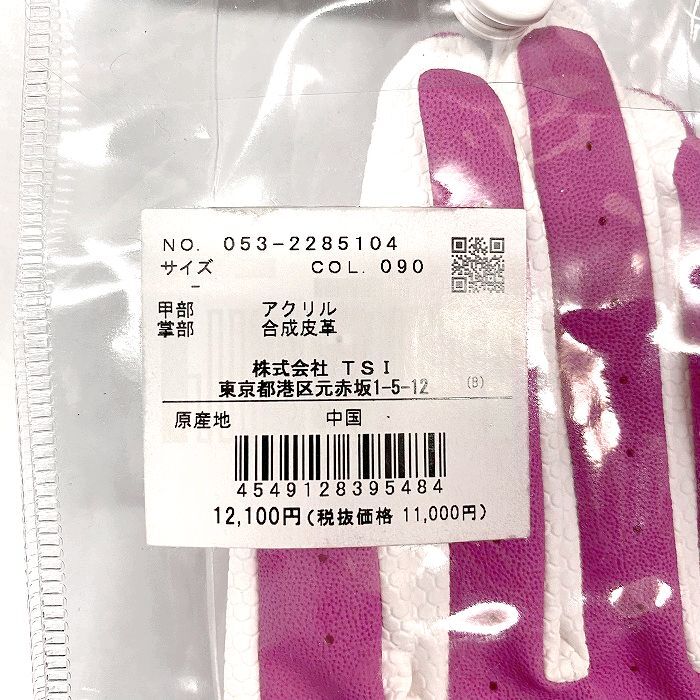 NO. 053-2285104
サイズ COL. 090
-
甲部 アクリル
掌部 合成皮革
株式会社 TSI
東京都港区元赤坂1-5-12 (B)
原産地 中国
4549128395484
12,100円(税抜価格 11,000円)